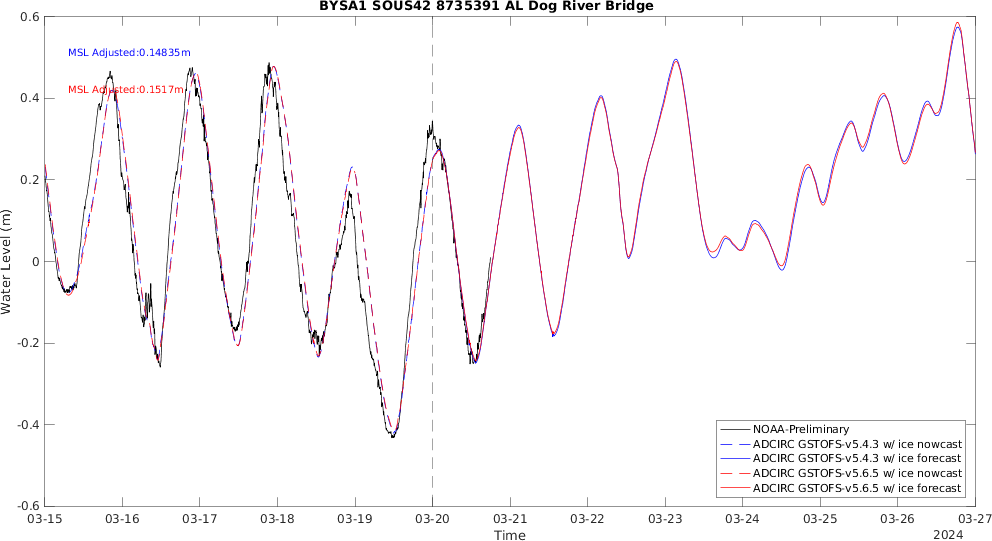 BYSA1 SOUS42 8735391 AL Dog River Bridge
0.6
MSL Adjusted:0.14835m
MSL Adjusted:0.1517m
0.4
0.2
0
-0.2
-0.4
-0.6
Water Level (m)
NOAA-Preliminary
ADCIRC GSTOFS-v5.4.3 w/ ice nowcast
ADCIRC GSTOFS-v5.4.3 w/ ice forecast
ADCIRC GSTOFS-v5.6.5 w/ ice nowcast
ADCIRC GSTOFS-v5.6.5 w/ ice forecast
03-15 03-16 03-17 03-18 03-19 03-20 03-21 03-22 03-23 03-24 03-25 03-26 03-27
Time
2024